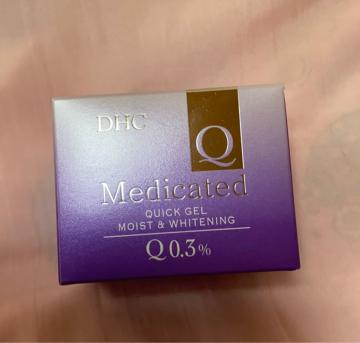 DHC
Q
Medicated
QUICK GEL
MOIST & WHITENING
Q 0.3%